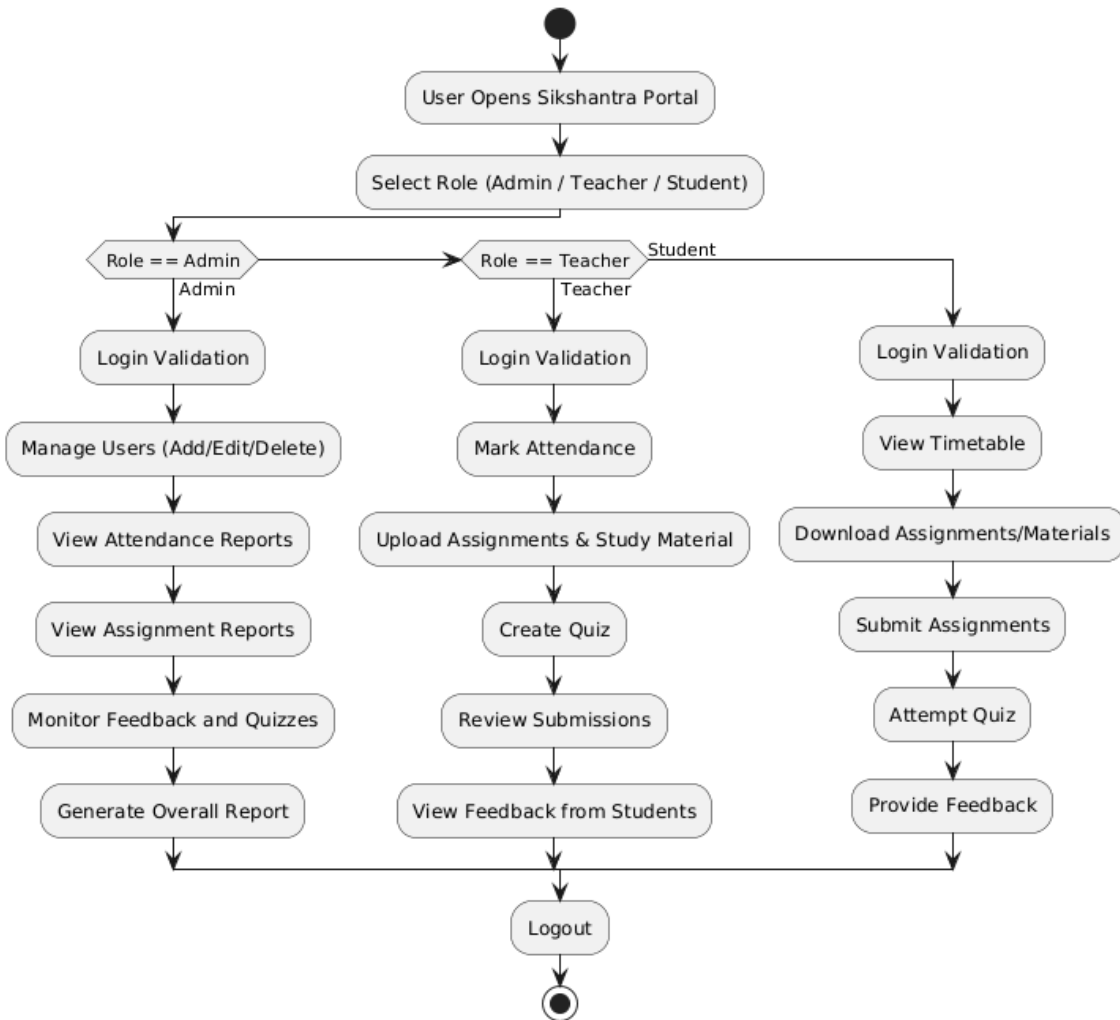 User Opens Sikshantra Portal
Select Role (Admin / Teacher / Student)
Role == Admin
Admin
Role == Teacher
Teacher
Student
Login Validation
Manage Users (Add/Edit/Delete)
View Attendance Reports
View Assignment Reports
Monitor Feedback and Quizzes
Generate Overall Report
Login Validation
Mark Attendance
Upload Assignments & Study Material
Create Quiz
Review Submissions
View Feedback from Students
Login Validation
View Timetable
Download Assignments/Materials
Submit Assignments
Attempt Quiz
Provide Feedback
Logout